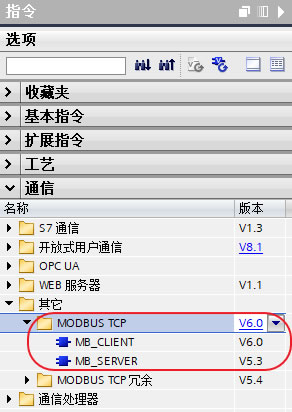 指令
选项
收藏夹
基本指令
扩展指令
工艺
通信
名称 版本
S7 通信 V1.3
开放式用户通信 V8.1
OPC UA
WEB 服务器 V1.1
其它
MODBUS TCP V6.0
MB_CLIENT V6.0
MB_SERVER V5.3
MODBUS TCP 冗余 V5.4
通信处理器